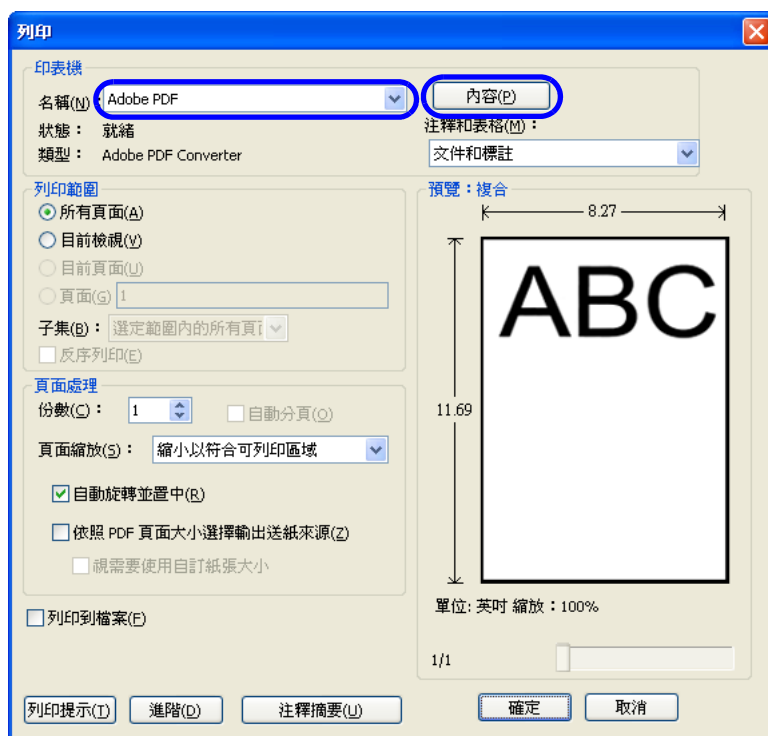 列印
印表機
名稱(N)： Adobe PDF
內容(P)
狀態： 就緒
注釋和表格(M)：
類型： Adobe PDF Converter
文件和標註
列印範圍
所有頁面(A)
目前檢視(V)
目前頁面(U)
頁面(G) 1
子集(B)： 選定範圍內的所有頁面
反序列印(E)
頁面處理
份數(C)： 1
自動分頁(O)
頁面縮放(S)： 縮小以符合可列印區域
自動旋轉並置中(R)
依照 PDF 頁面大小選擇輸出送紙來源(Z)
視需要使用自訂紙張大小
列印到檔案(F)
預覽：複合
8.27
ABC
11.69
單位: 英吋 縮放：100%
1/1
列印提示(T) 進階(D) 注釋摘要(U) 確定 取消